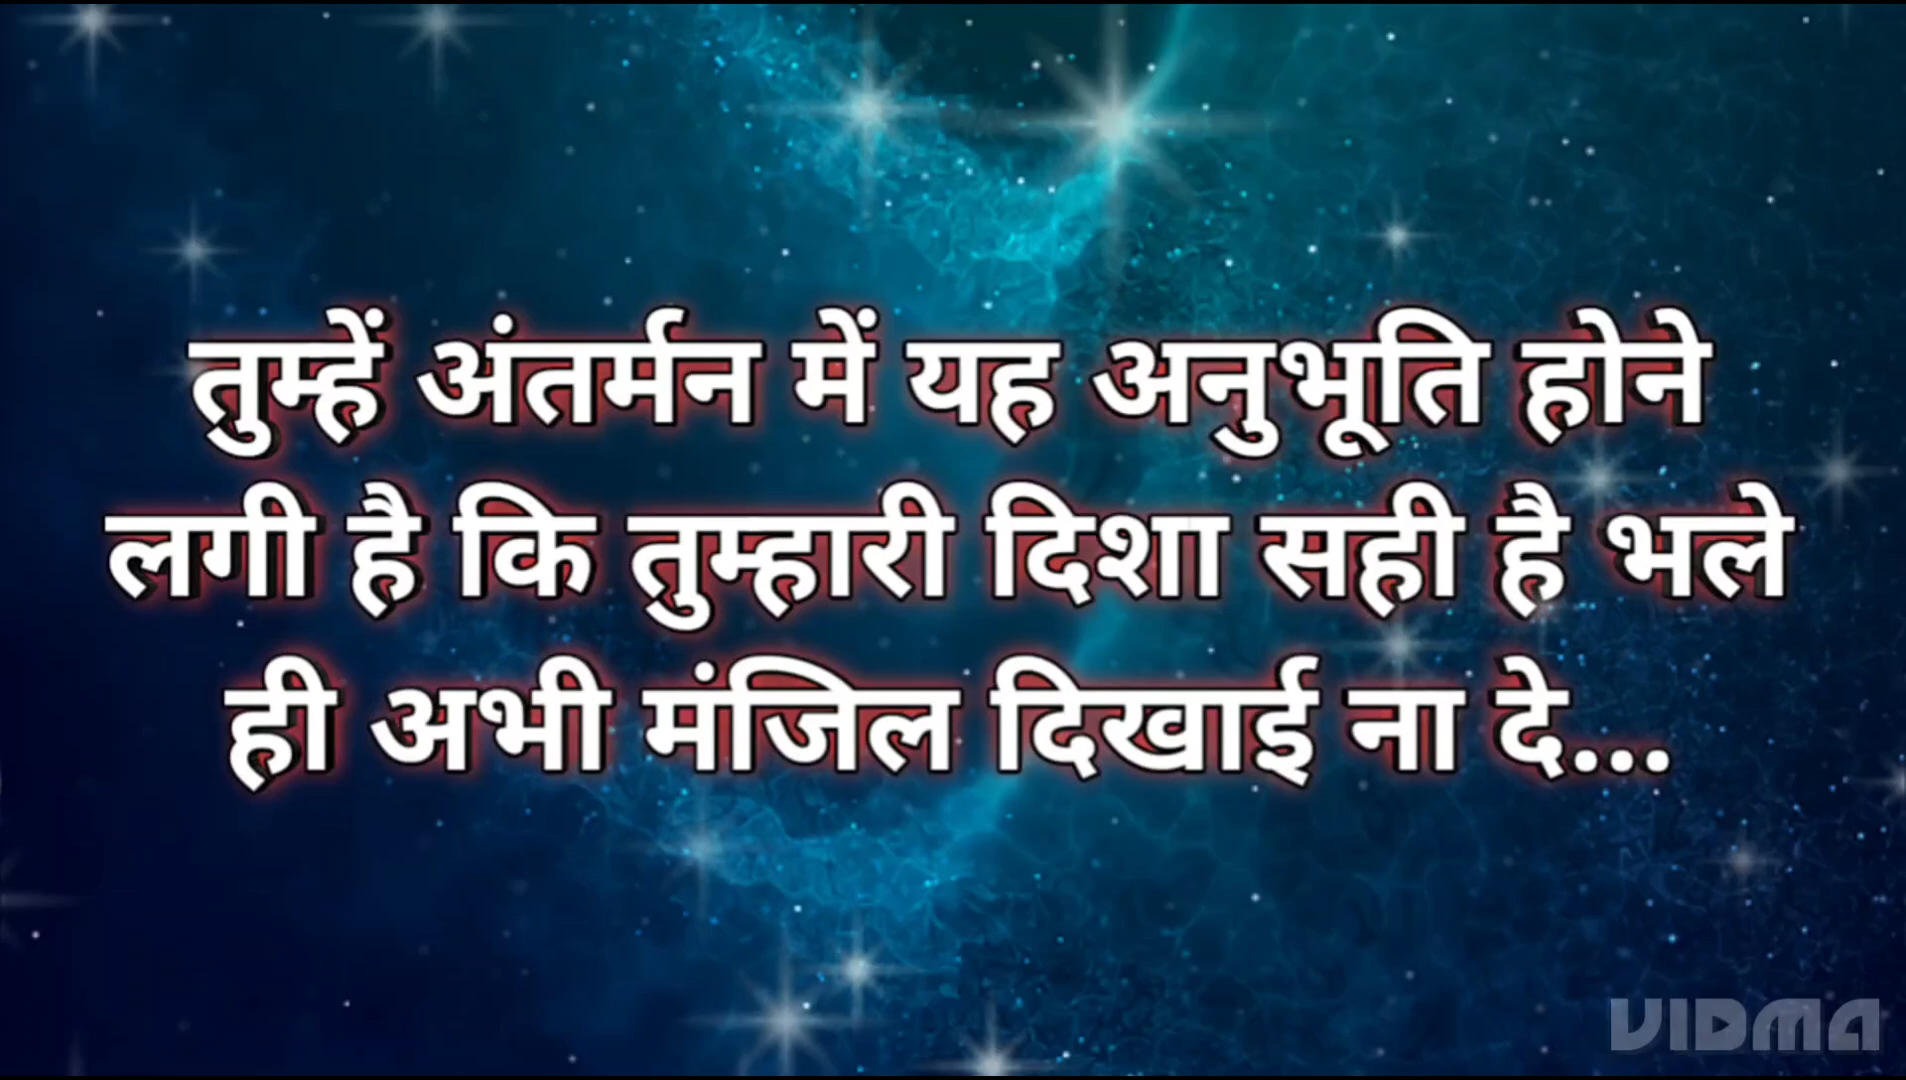 तुम्हें अंतर्मन में यह अनुभूति होने
लगी है कि तुम्हारी दिशा सही है भले
ही अभी मंजिल दिखाई ना दे...
VIDMA